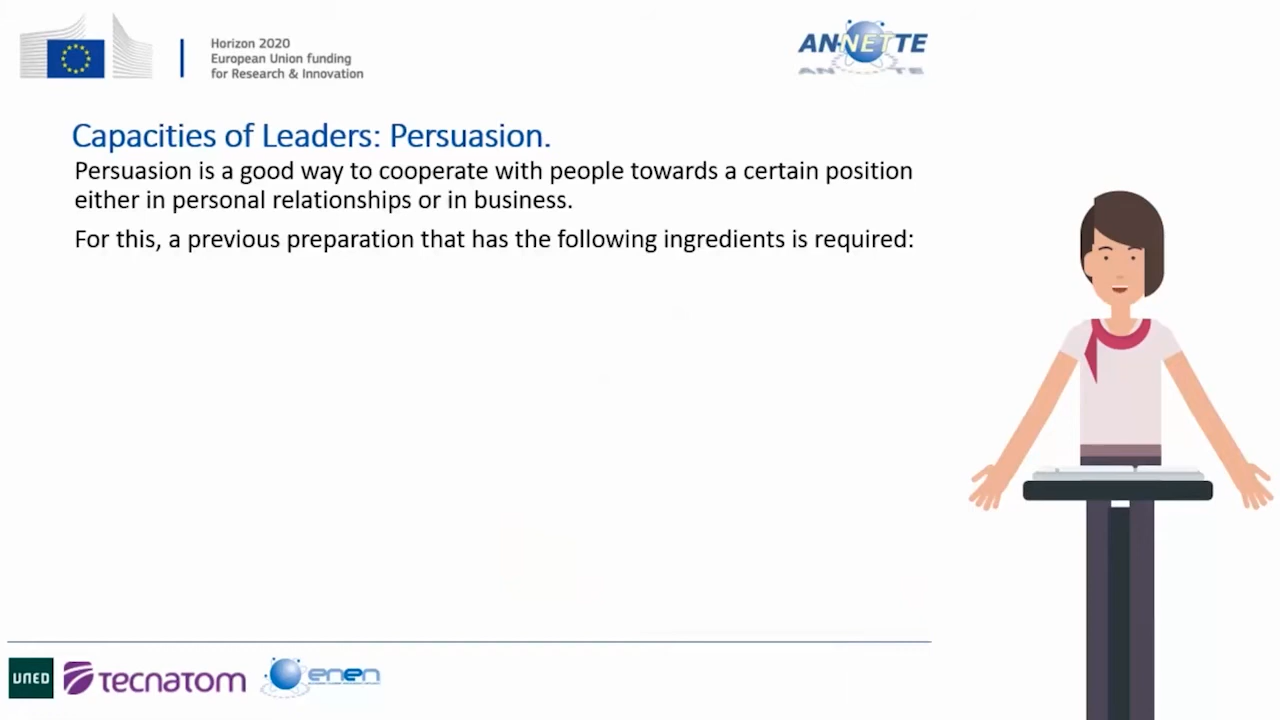 Horizon 2020
European Union funding
for Research & Innovation
ANNETTE
Capacities of Leaders: Persuasion.
Persuasion is a good way to cooperate with people towards a certain position
either in personal relationships or in business.
For this, a previous preparation that has the following ingredients is required:
UNED
tecnatom
enen